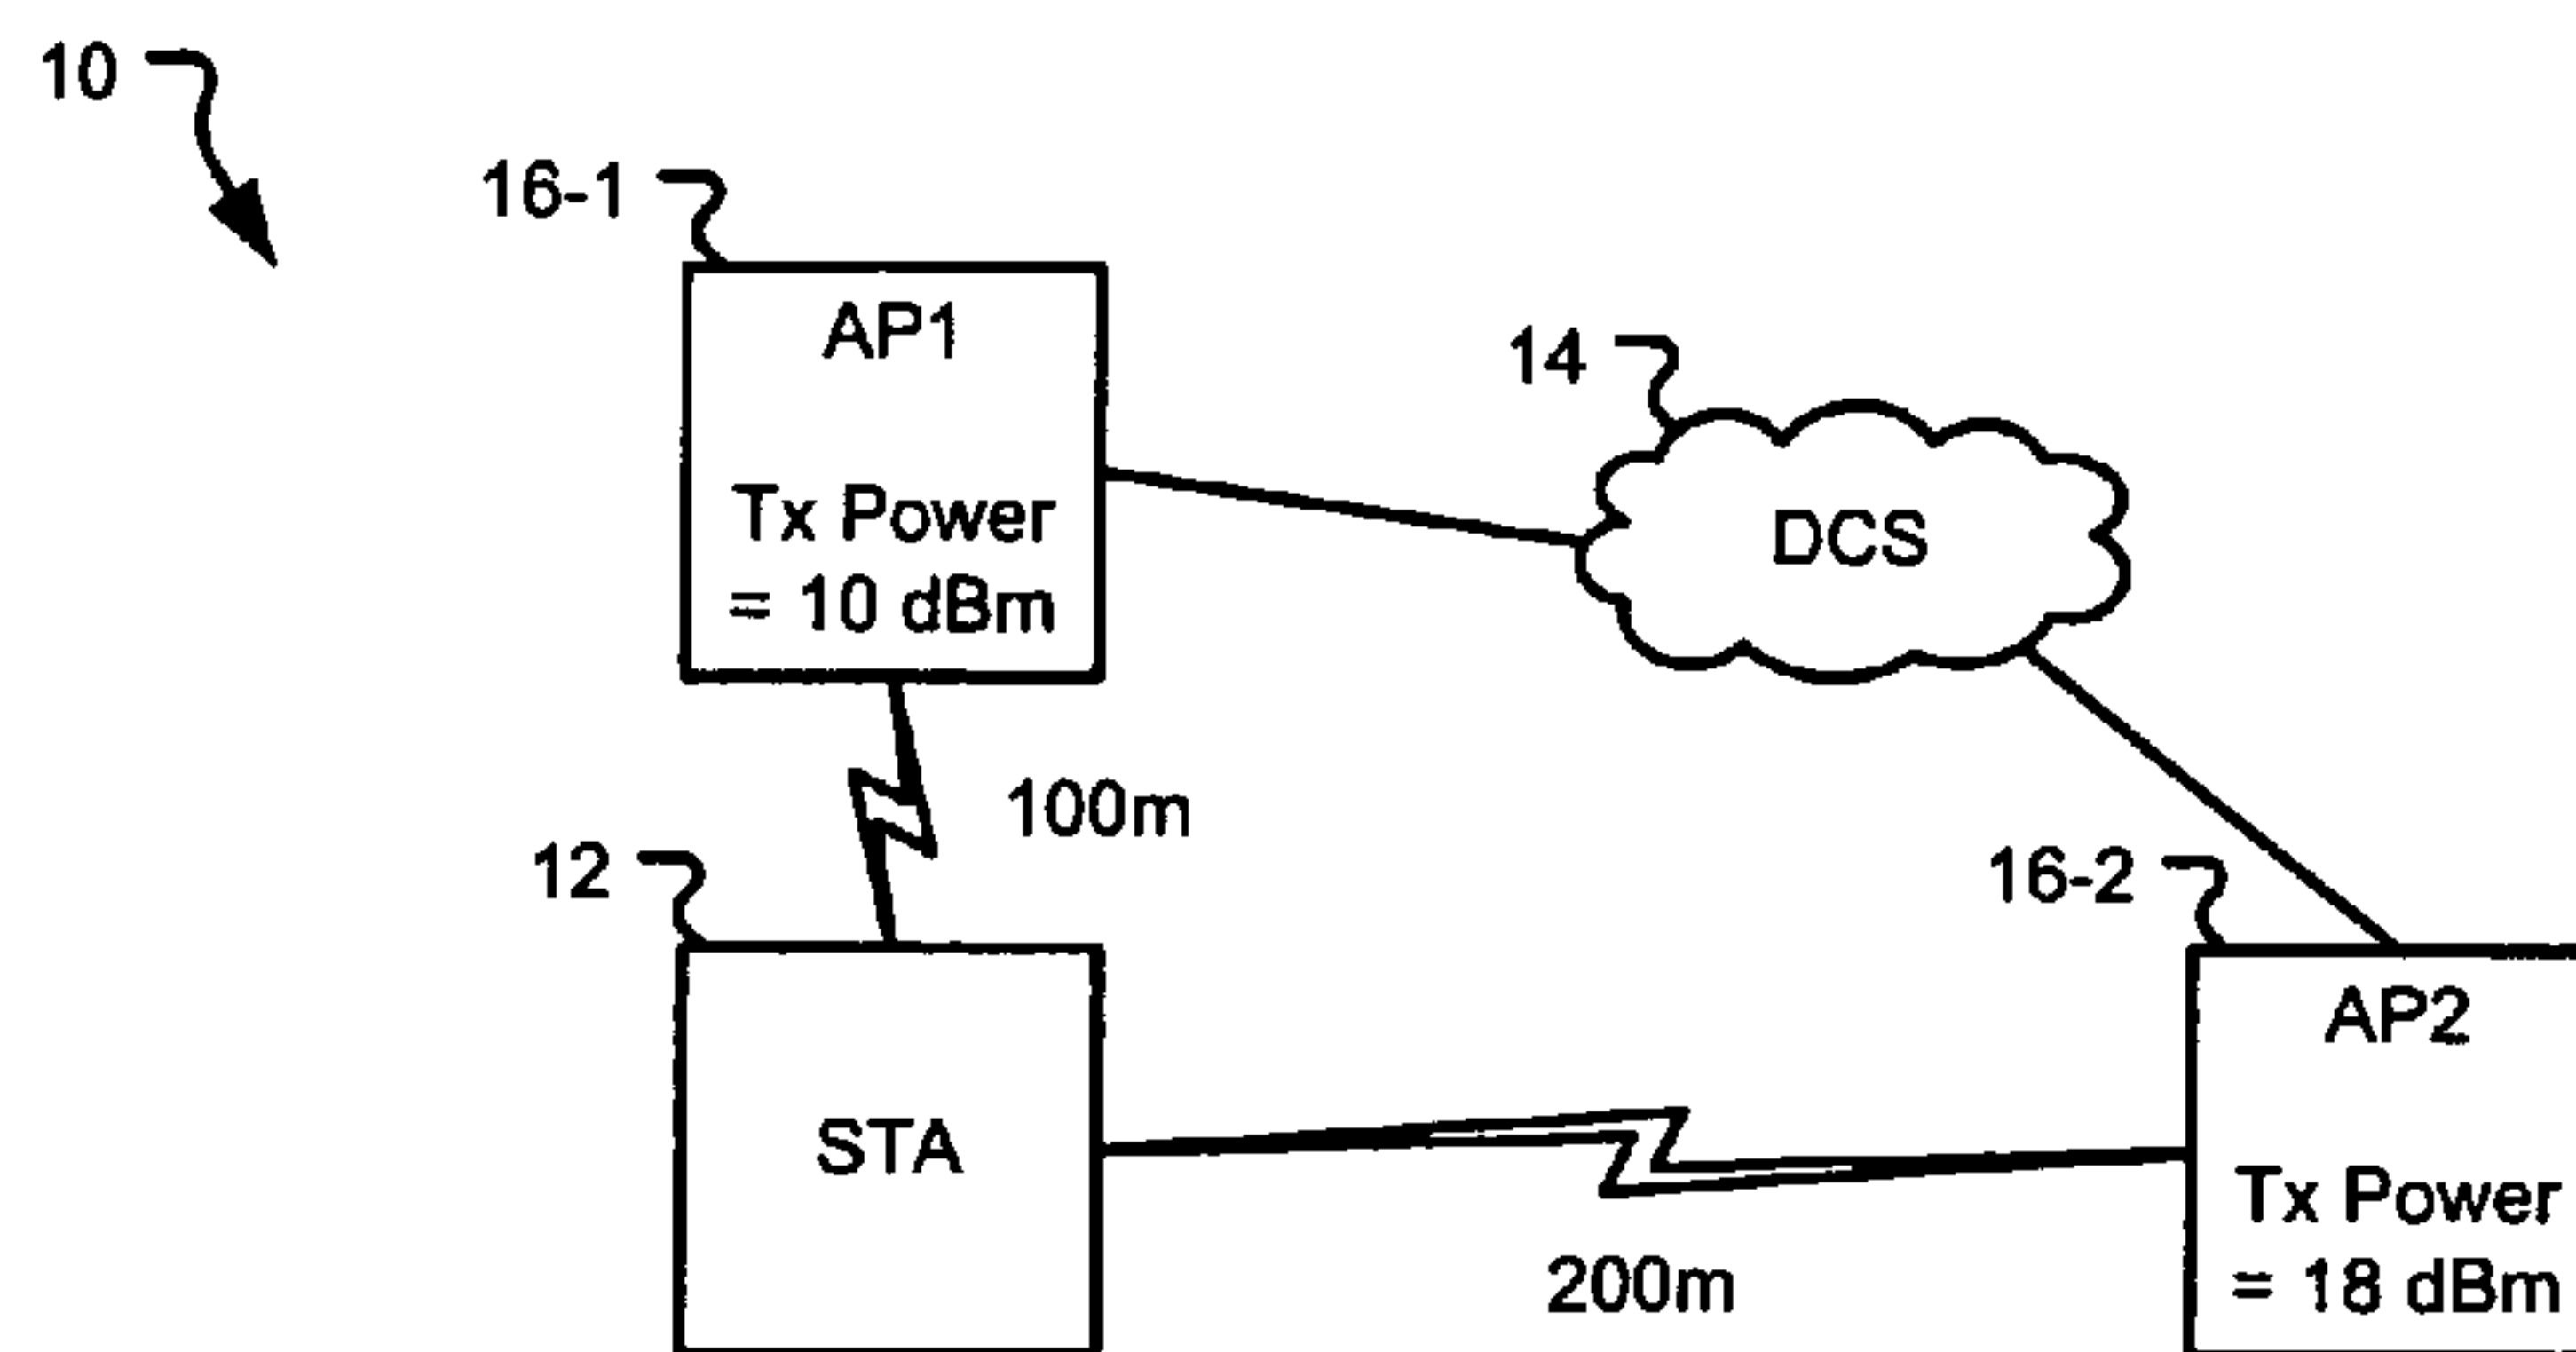 10
16-1
AP1
Tx Power
= 10 dBm
14
DCS
100m
12
STA
16-2
AP2
Tx Power
= 18 dBm
200m